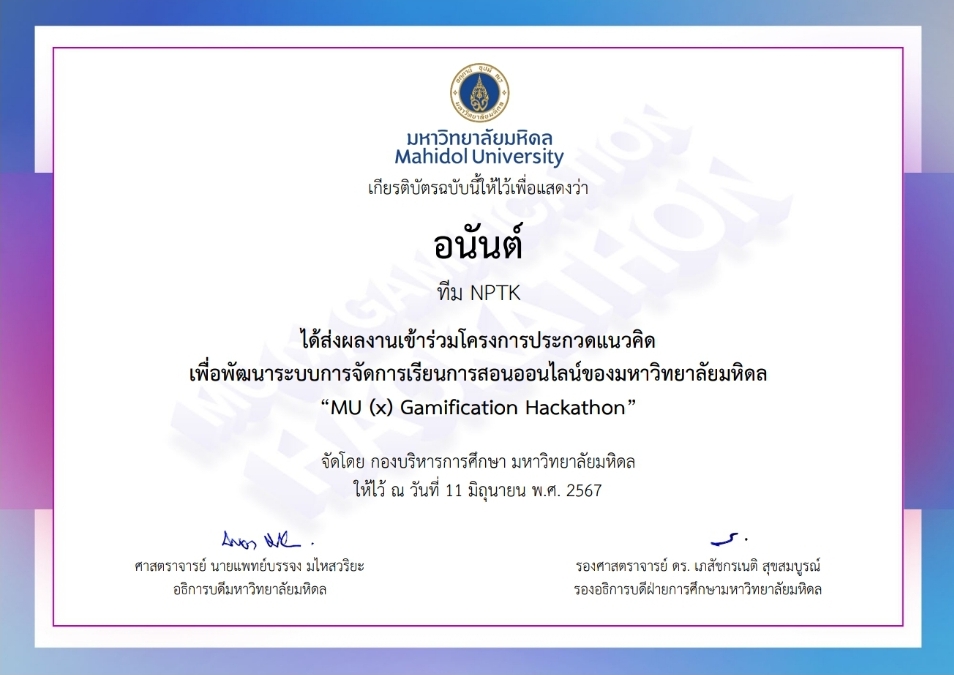 มหาวิทยาลัยมหิดล
Mahidol University
เกียรติบัตรฉบับนี้ให้ไว้เพื่อแสดงว่า
อนันต์
ทีม NPTK
ได้ส่งผลงานเข้าร่วมโครงการประกวดแนวคิด
เพื่อพัฒนาระบบการจัดการเรียนการสอนออนไลน์ของมหาวิทยาลัยมหิดล
“MU (x) Gamification Hackathon”
จัดโดย กองบริหารการศึกษา มหาวิทยาลัยมหิดล
ให้ไว้ ณ วันที่ 11 มิถุนายน พ.ศ. 2567
ศาสตราจารย์ นายแพทย์บรรจง มไหสวริยะ
อธิการบดีมหาวิทยาลัยมหิดล
รองศาสตราจารย์ ดร. เภสัชกรเนติ สุขสมบูรณ์
รองอธิการบดีฝ่ายการศึกษามหาวิทยาลัยมหิดล